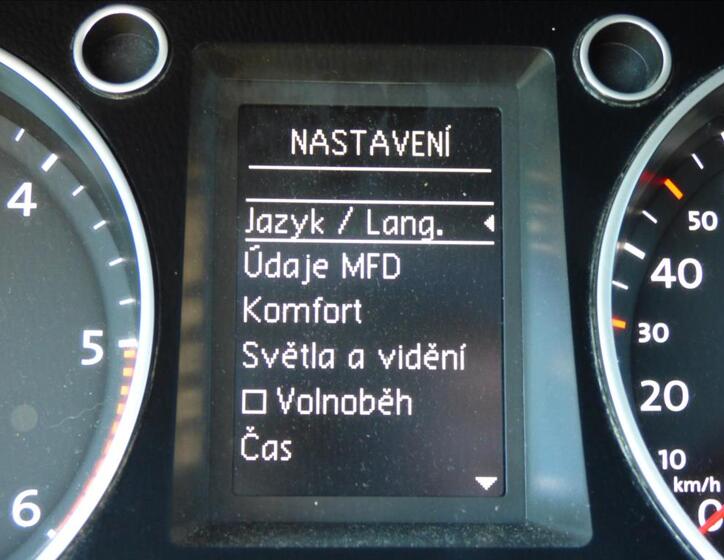 NASTAVENÍ
Jazyk / Lang.
Údaje MFD
Komfort
Světla a vidění
Volnoběh
Čas
4
5
6
50
40
30
20
10
km/h
0